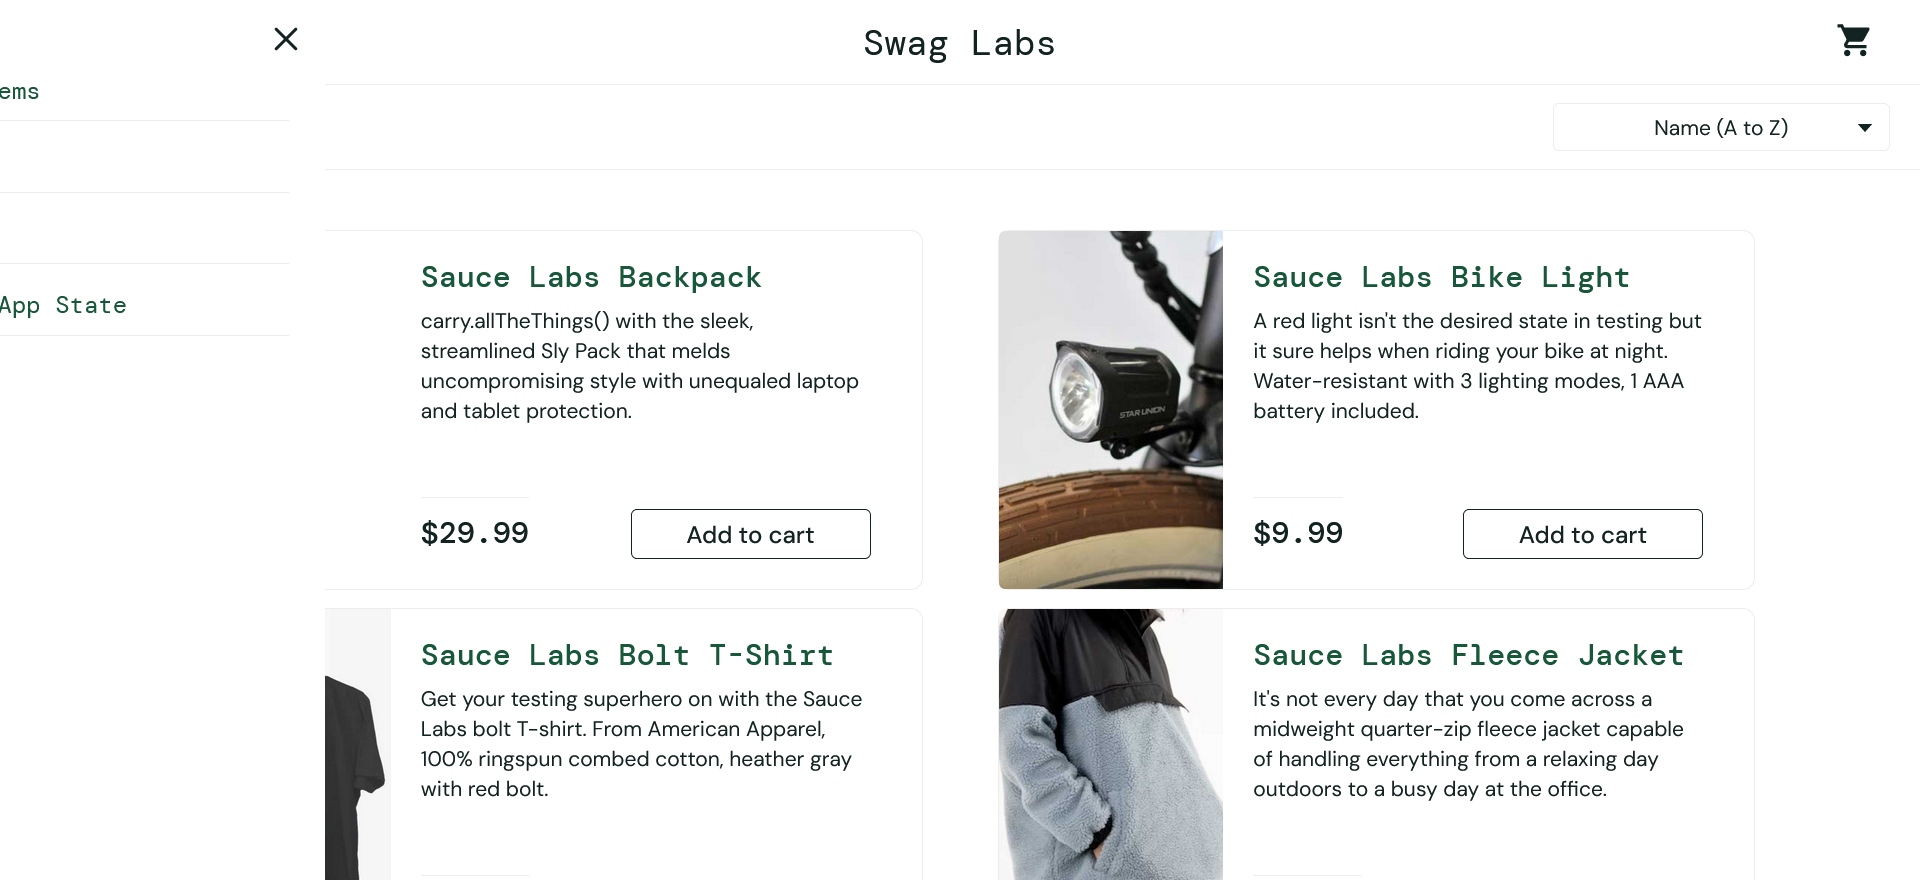 Swag Labs
ems
App State
Name (A to Z)
Sauce Labs Backpack
carry.allTheThings() with the sleek,
streamlined Sly Pack that melds
uncompromising style with unequaled laptop
and tablet protection.
$29.99
Add to cart
Sauce Labs Bike Light
A red light isn't the desired state in testing but
it sure helps when riding your bike at night.
Water-resistant with 3 lighting modes, 1 AAA
battery included.
$9.99
Add to cart
STAR UNION
Sauce Labs Bolt T-Shirt
Get your testing superhero on with the Sauce
Labs bolt T-shirt. From American Apparel,
100% ringspun combed cotton, heather gray
with red bolt.
Sauce Labs Fleece Jacket
It's not every day that you come across a
midweight quarter-zip fleece jacket capable
of handling everything from a relaxing day
outdoors to a busy day at the office.